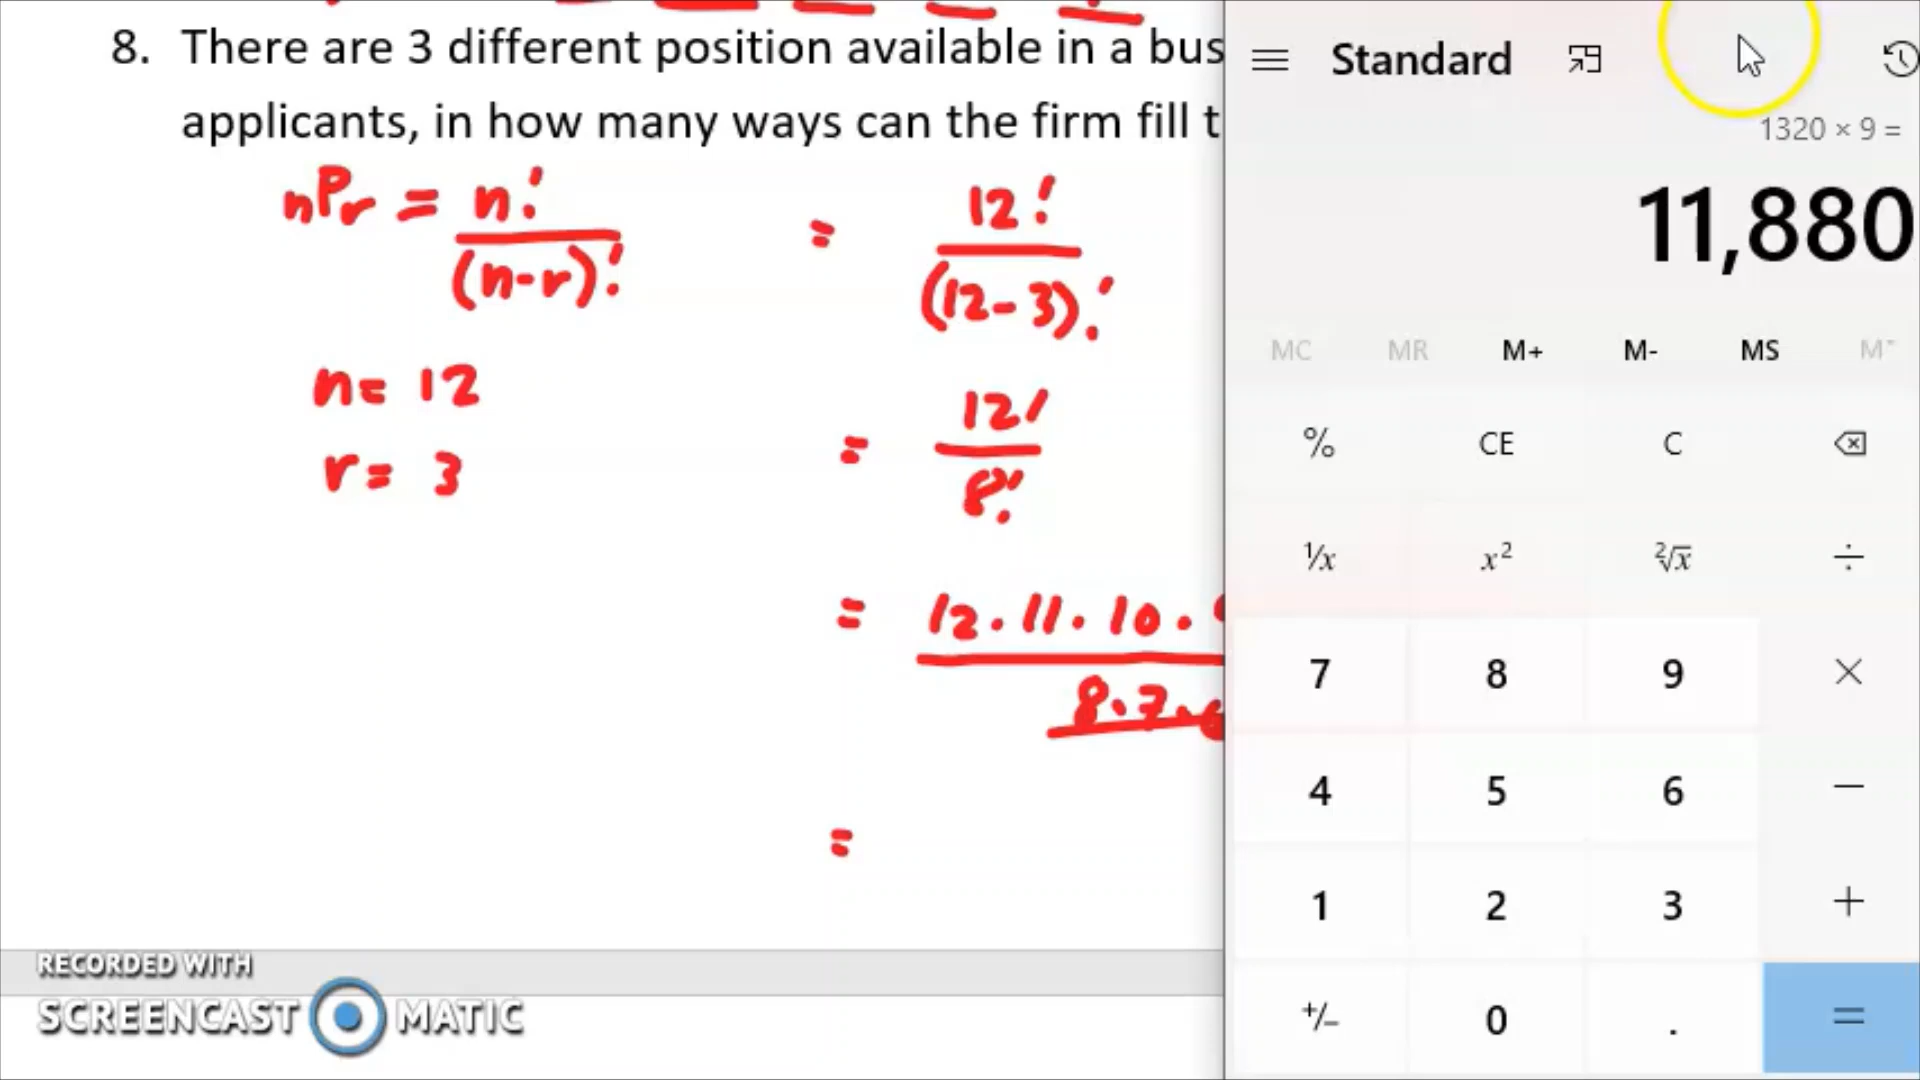 8. There are 3 different position available in a bus
applicants, in how many ways can the firm fill t
nPr = n!
(n-r)!
= 12!
(12-3)!
n= 12
r= 3
= 12!
8!
= 12 . 11 . 10 .
8.7.
=
Standard
1320 × 9 =
11,880
MC MR M+ M- MS M
% CE C
1/x x² ²√x ÷
7 8 9 ×
4 5 6 −
1 2 3 +
+/− 0 . =
RECORDED WITH
SCREENCAST MATIC